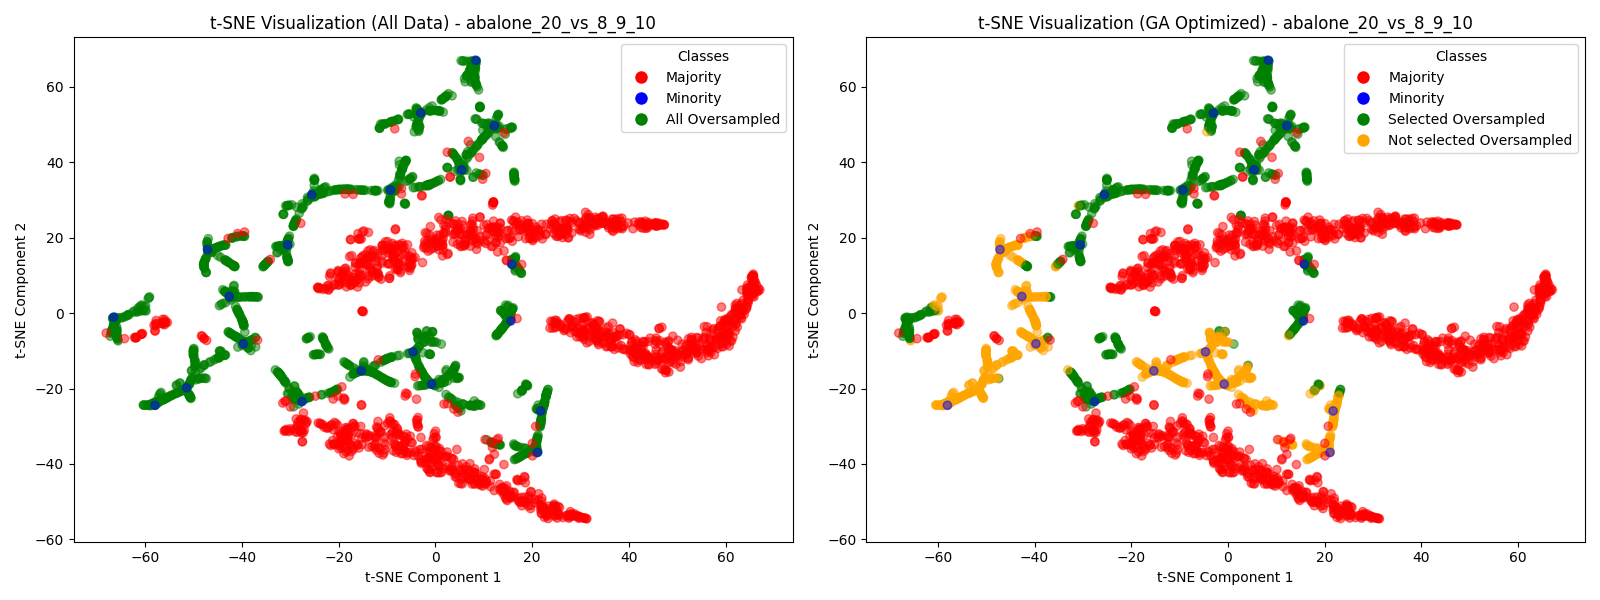 t-SNE Visualization (All Data) - abalone_20_vs_8_9_10
Classes
Majority
Minority
All Oversampled
60
40
20
0
−20
−40
−60
t-SNE Component 2
−60 −40 −20 0 20 40 60
t-SNE Component 1
t-SNE Visualization (GA Optimized) - abalone_20_vs_8_9_10
Classes
Majority
Minority
Selected Oversampled
Not selected Oversampled
60
40
20
0
−20
−40
−60
t-SNE Component 2
−60 −40 −20 0 20 40 60
t-SNE Component 1